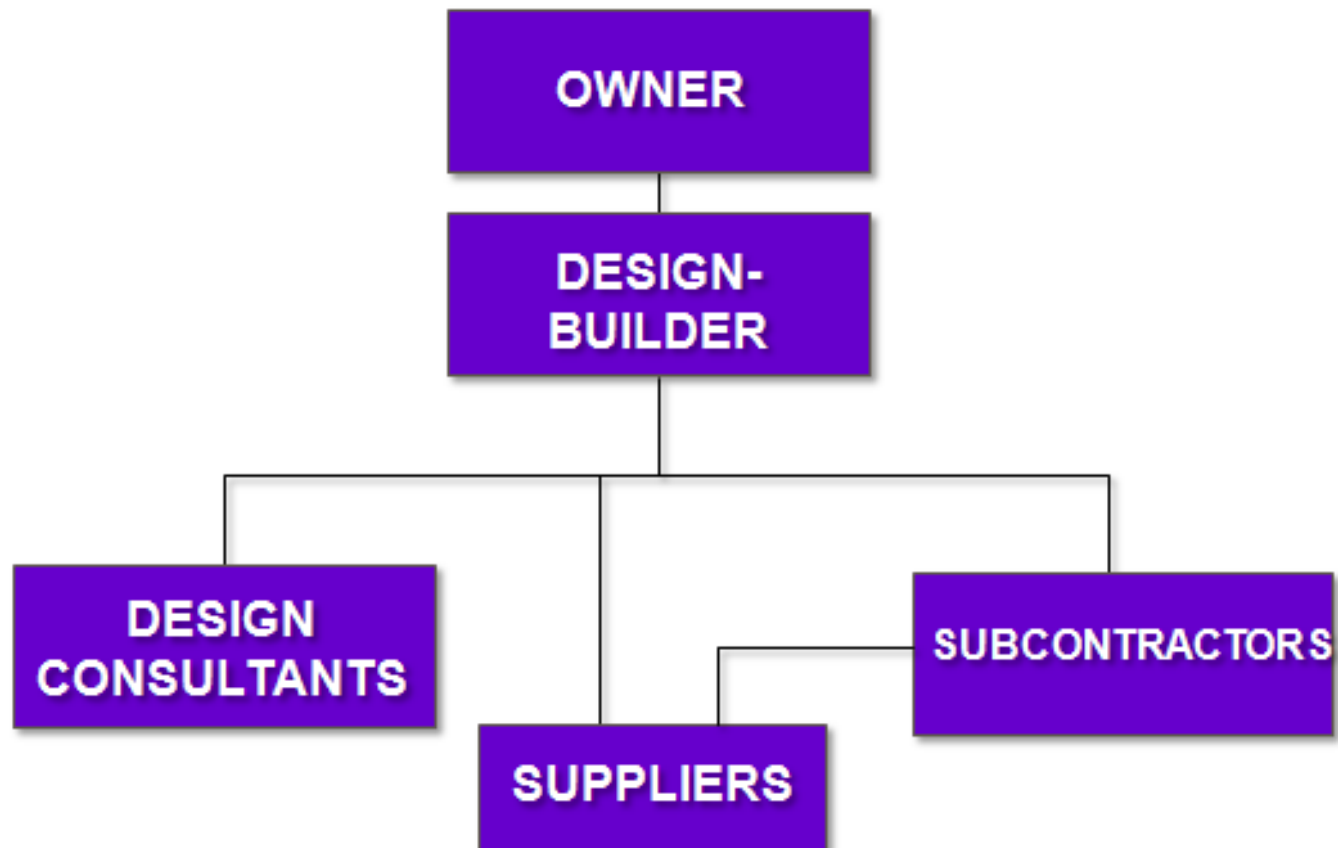 OWNER
DESIGN-
BUILDER
DESIGN
CONSULTANTS
SUBCONTRACTORS
SUPPLIERS